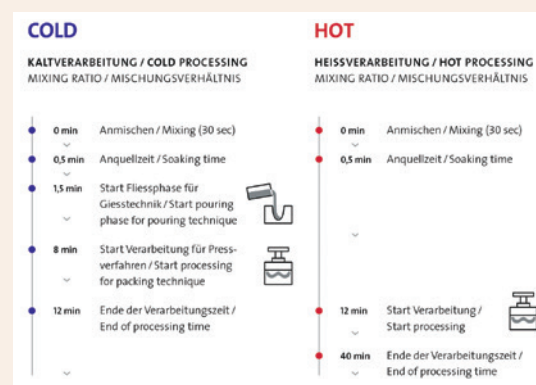 COLD
KALTVERARBEITUNG / COLD PROCESSING
MIXING RATIO / MISCHUNGSVERHÄLTNIS
0 min Anmischen / Mixing (30 sec)
0,5 min Anquellzeit / Soaking time
1,5 min Start Fliessphase für
Giesstechnik / Start pouring
phase for pouring technique
8 min Start Verarbeitung für Press-
verfahren / Start processing
for packing technique
12 min Ende der Verarbeitungszeit /
End of processing time
HOT
HEISSVERARBEITUNG / HOT PROCESSING
MIXING RATIO / MISCHUNGSVERHÄLTNIS
0 min Anmischen / Mixing (30 sec)
0,5 min Anquellzeit / Soaking time
12 min Start Verarbeitung /
Start processing
40 min Ende der Verarbeitungszeit /
End of processing time